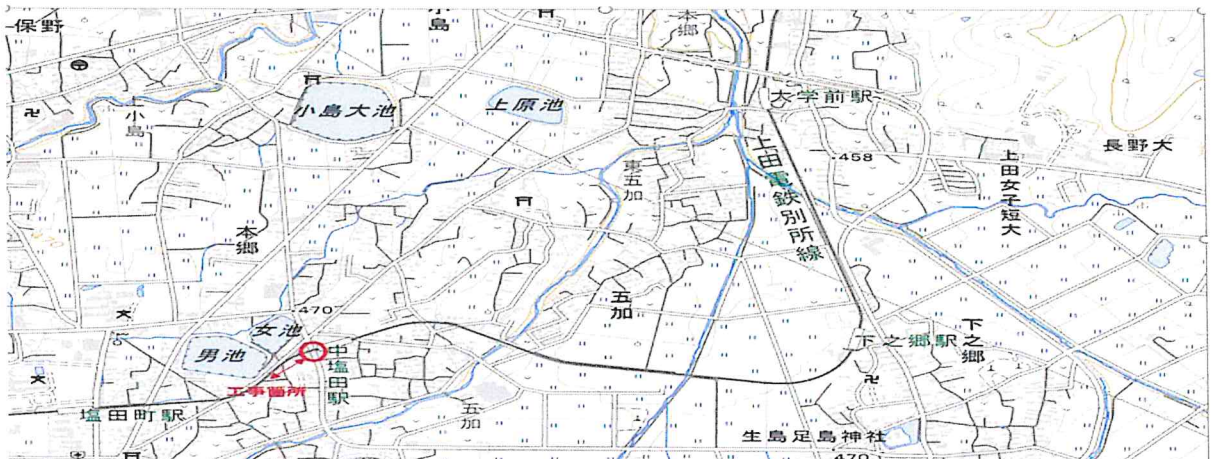 保野
小島
本郷
小島
小島大池
上原池
大学前駅
上田電鉄別所線
458
長野大
上田女子短大
東五加
本郷
470
五加
女池
男池
中塩田駅
工事箇所
下之郷駅
下之郷
塩田町駅
五加
生島足島神社
470